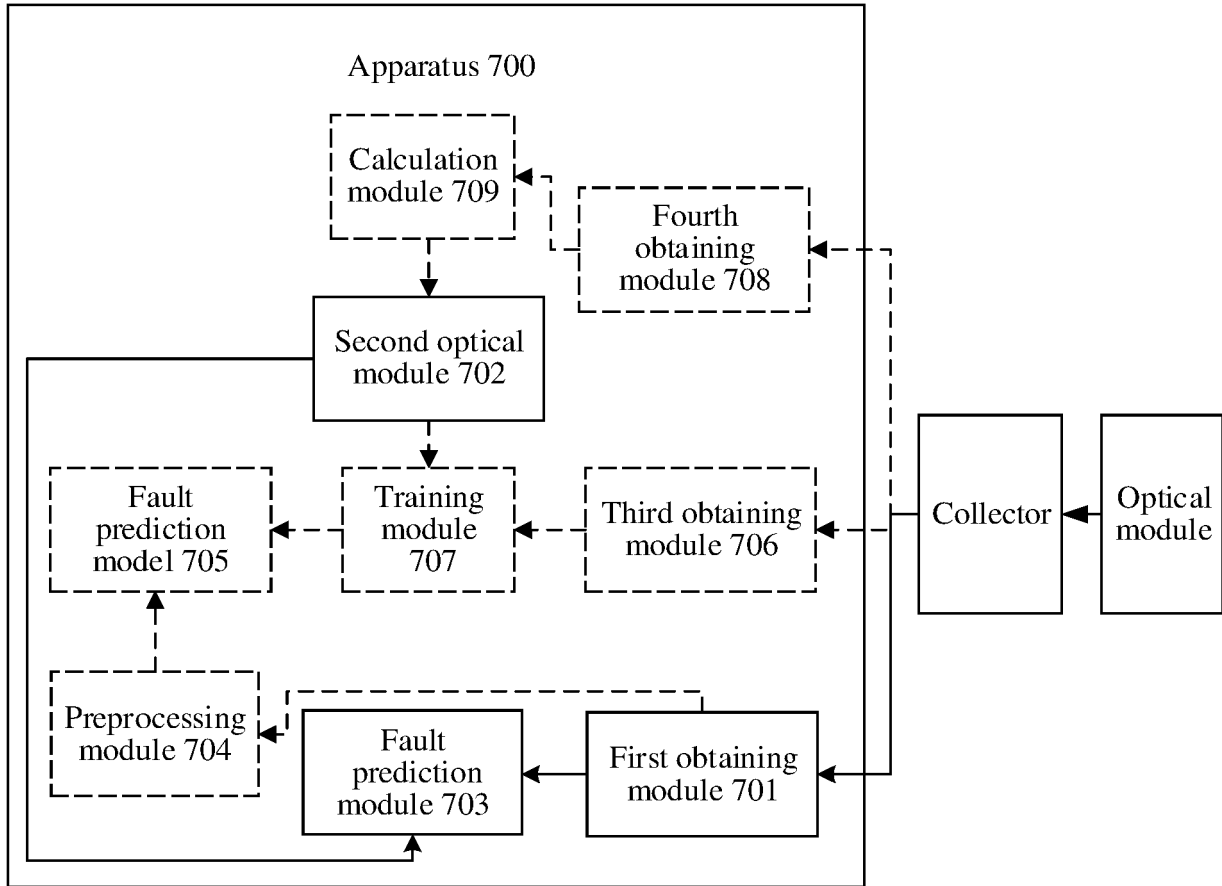 Apparatus 700
Calculation
module 709
Fourth
obtaining
module 708
Second optical
module 702
Fault
prediction
model 705
Training
module
707
Third obtaining
module 706
Collector
Optical
module
Preprocessing
module 704
Fault
prediction
module 703
First obtaining
module 701